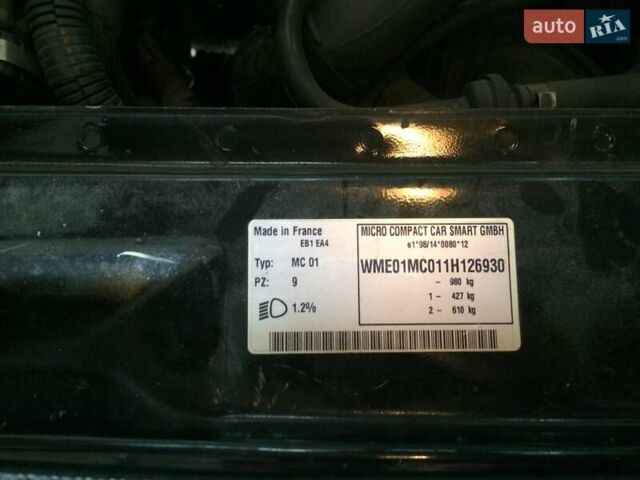 auto RIA.com
Made in France
EB1 EA4
Typ: MC 01
PZ: 9
1.2%
MICRO COMPACT CAR SMART GMBH
e1*98/14*0080*12
WME01MC011H126930
- 980 kg
1 - 427 kg
2 - 610 kg